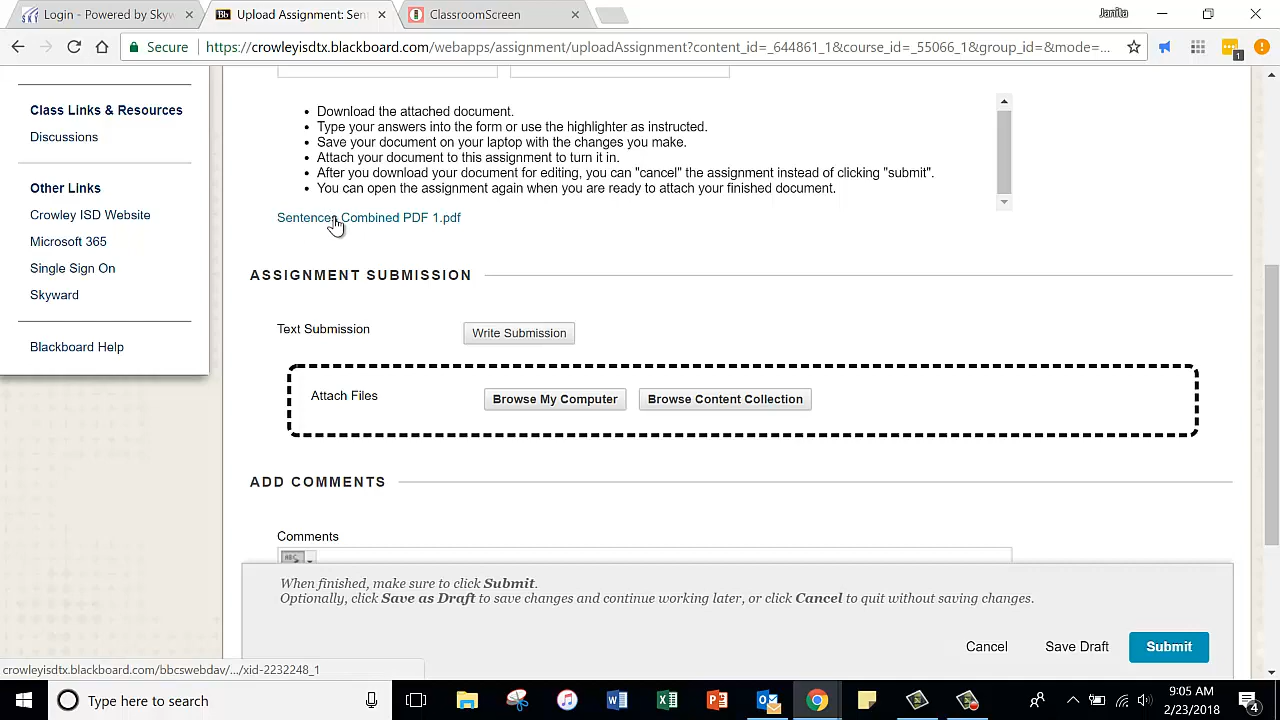 Login - Powered by Skyw
Upload Assignment: Sen
ClassroomScreen
Janita
Secure
https://crowleyisdtx.blackboard.com/webapps/assignment/uploadAssignment?content_id=_644861_1&course_id=_55066_1&group_id=&mode=...
1
Class Links & Resources
Discussions
Other Links
Crowley ISD Website
Microsoft 365
Single Sign On
Skyward
Blackboard Help
• Download the attached document.
• Type your answers into the form or use the highlighter as instructed.
• Save your document on your laptop with the changes you make.
• Attach your document to this assignment to turn it in.
• After you download your document for editing, you can "cancel" the assignment instead of clicking "submit".
• You can open the assignment again when you are ready to attach your finished document.
Sentences Combined PDF 1.pdf
ASSIGNMENT SUBMISSION
Text Submission
Write Submission
Attach Files
Browse My Computer
Browse Content Collection
ADD COMMENTS
Comments
ABC
When finished, make sure to click Submit.
Optionally, click Save as Draft to save changes and continue working later, or click Cancel to quit without saving changes.
Cancel
Save Draft
Submit
crowleyisdtx.blackboard.com/bbcswebdav/.../xid-2232248_1
Type here to search
9:05 AM
2/23/2018
4